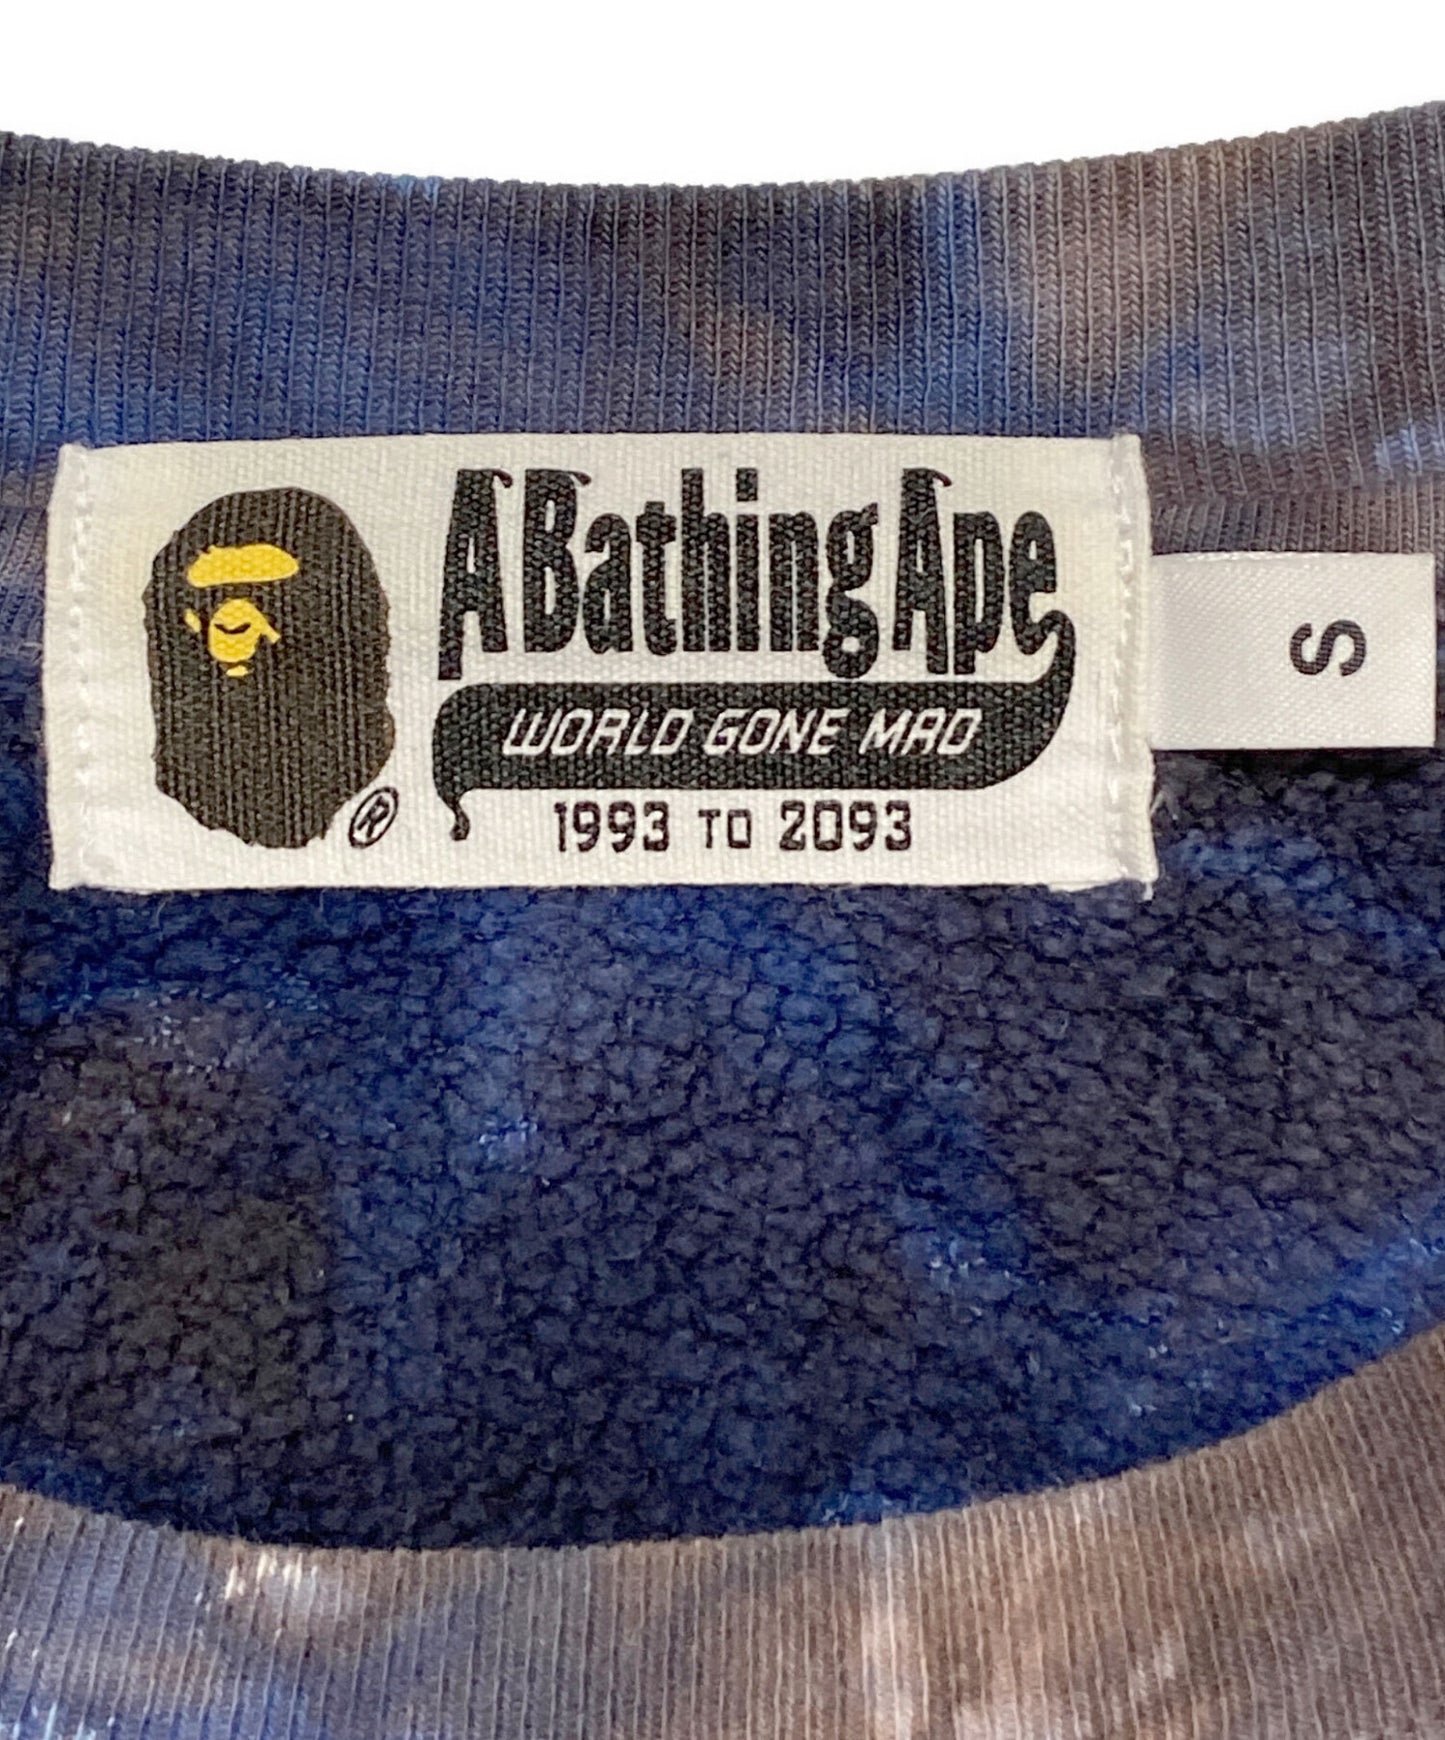 A Bathing Ape
WORLD GONE MAD
1993 TO 2093
®
S